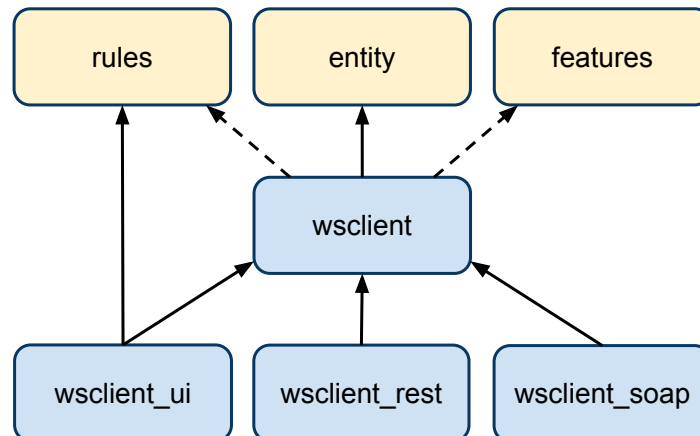 rules
entity
features
wsclient
wsclient_ui
wsclient_rest
wsclient_soap